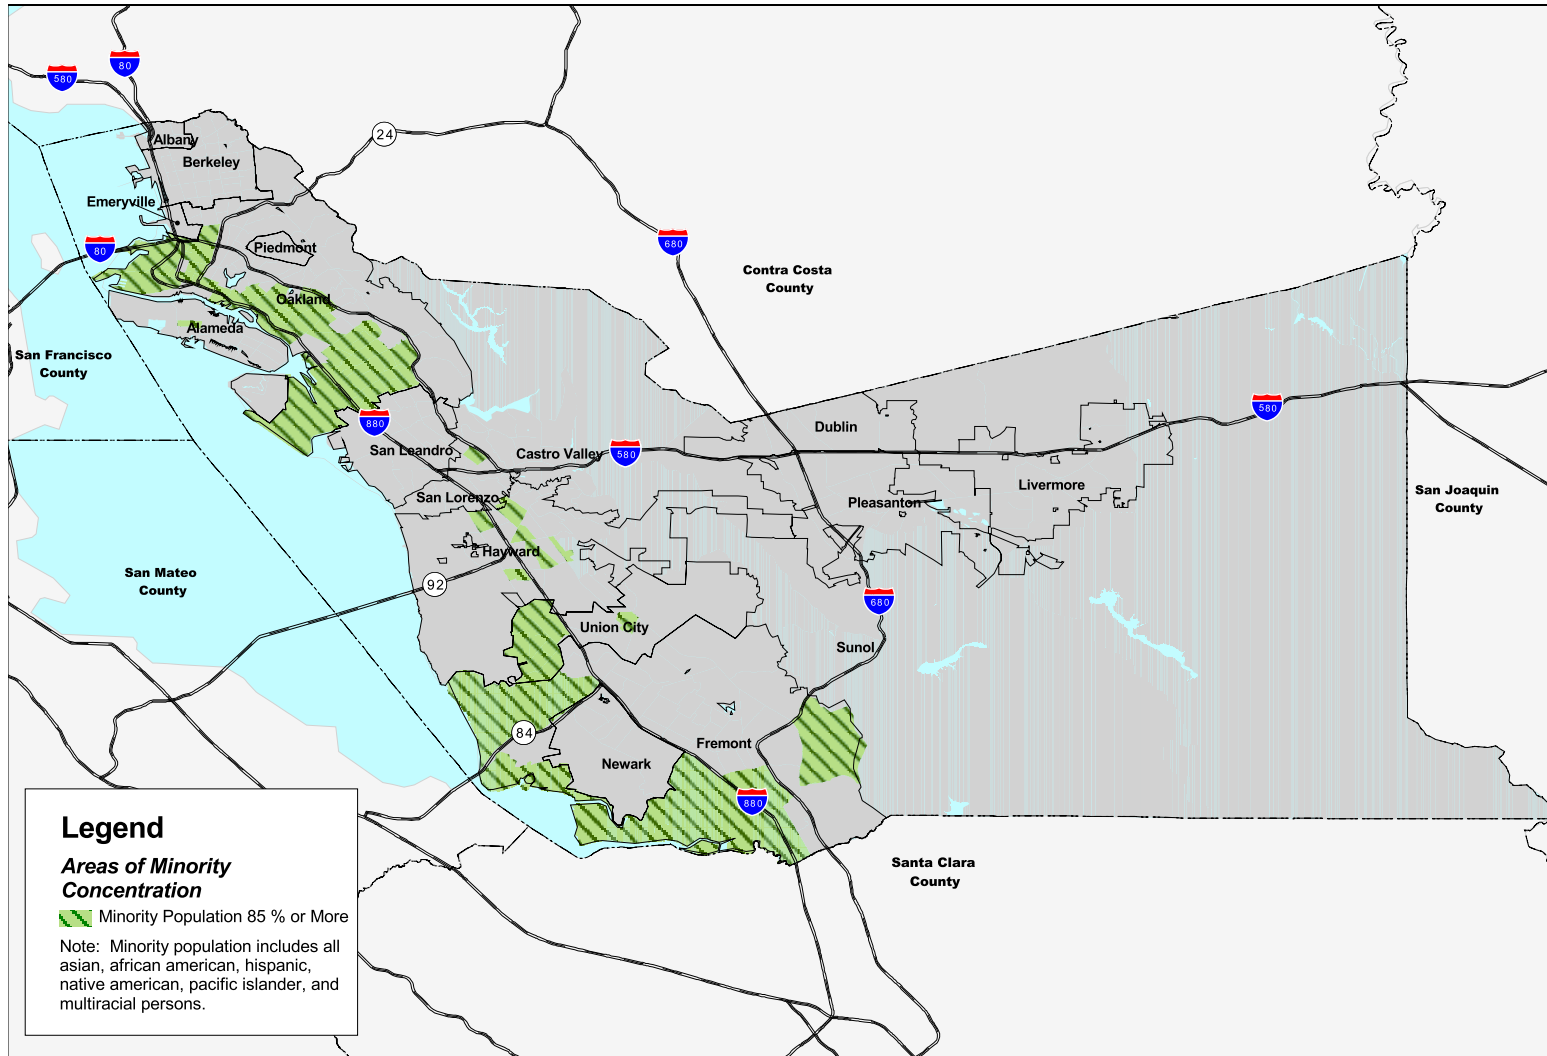 80
580
24
Albany
Berkeley
Emeryville
80
Piedmont
680
Contra Costa
County
Oakland
Alameda
San Francisco
County
880
580
Dublin
San Leandro
Castro Valley
580
Livermore
San Lorenzo
Pleasanton
San Joaquin
County
Hayward
San Mateo
County
92
680
Union City
Sunol
84
Fremont
Newark
880
Santa Clara
County
Legend
Areas of Minority
Concentration
Minority Population 85 % or More
Note:  Minority population includes all
asian, african american, hispanic,
native american, pacific islander, and
multiracial persons.